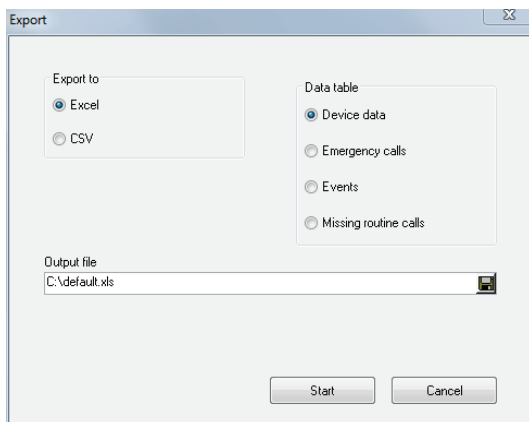 Export
Export to
Excel
CSV
Data table
Device data
Emergency calls
Events
Missing routine calls
Output file
C:\default.xls
Start
Cancel